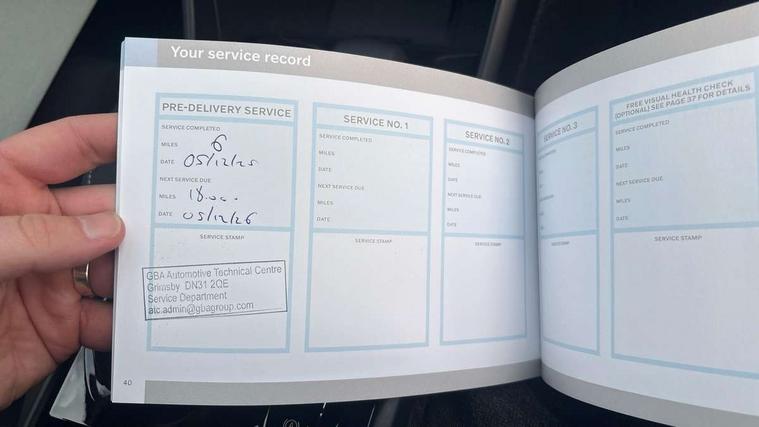 Your service record
PRE-DELIVERY SERVICE
SERVICE COMPLETED
MILES 6
DATE 05/12/25
NEXT SERVICE DUE
MILES 18000
DATE 05/12/26
SERVICE STAMP
GBA Automotive Technical Centre
Grimsby DN31 2QE
Service Department
atc.admin@gbagroup.com
40
SERVICE NO. 1
SERVICE COMPLETED
MILES
DATE
NEXT SERVICE DUE
MILES
DATE
SERVICE STAMP
SERVICE NO. 2
SERVICE COMPLETED
MILES
DATE
NEXT SERVICE DUE
MILES
DATE
SERVICE STAMP
SERVICE NO. 3
STAMP
FREE VISUAL HEALTH CHECK
(OPTIONAL) SEE PAGE 37 FOR DETAILS
SERVICE COMPLETED
MILES
DATE
NEXT SERVICE DUE
MILES
DATE
SERVICE STAMP